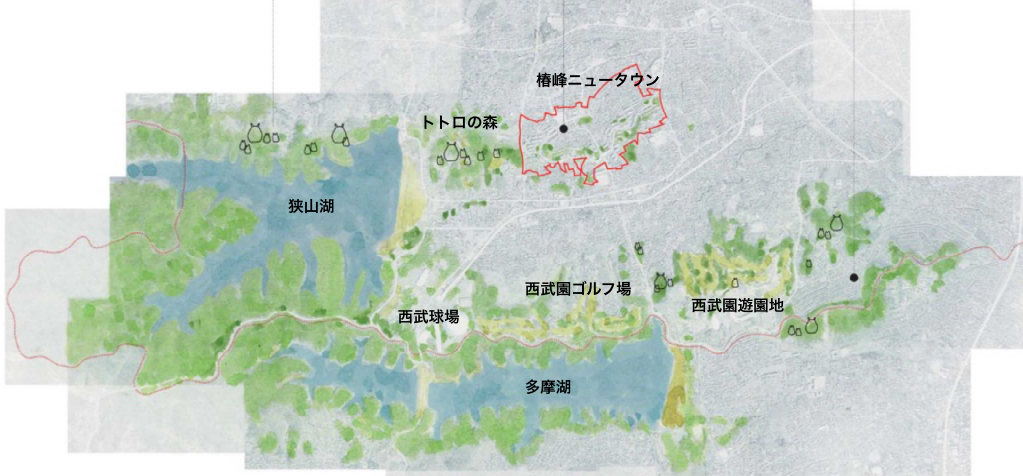 椿峰ニュータウン
トトロの森
狭山湖
西武園ゴルフ場
西武園遊園地
西武球場
多摩湖